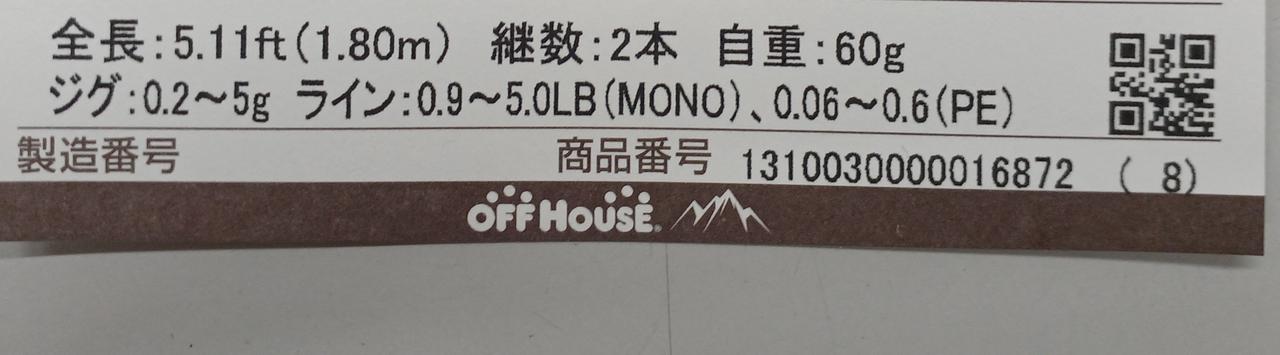 全長:5.11ft(1.80m) 継数:2本 自重:60g
ジグ:0.2～5g ライン:0.9～5.0LB(MONO)、0.06～0.6(PE)
製造番号 商品番号 1310030000016872 ( 8)
OFF HOUSE®